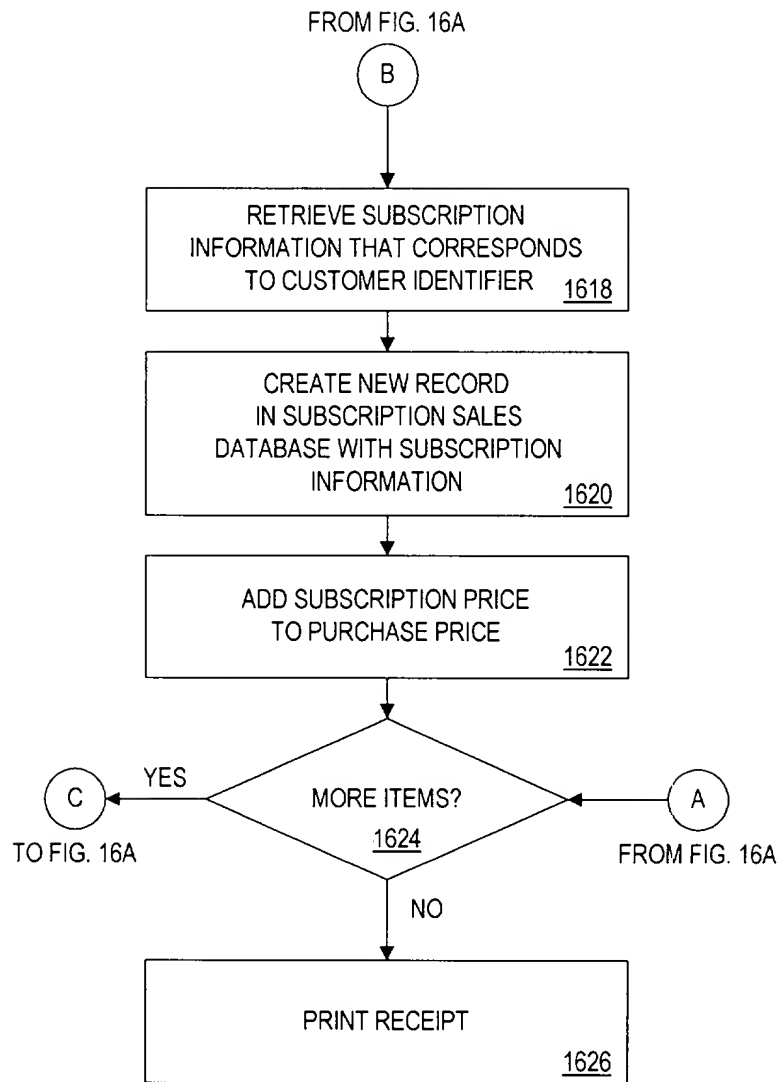 FROM FIG. 16A
B
RETRIEVE SUBSCRIPTION
INFORMATION THAT CORRESPONDS
TO CUSTOMER IDENTIFIER
1618
CREATE NEW RECORD
IN SUBSCRIPTION SALES
DATABASE WITH SUBSCRIPTION
INFORMATION
1620
ADD SUBSCRIPTION PRICE
TO PURCHASE PRICE
1622
C
YES
TO FIG. 16A
MORE ITEMS?
1624
A
FROM FIG. 16A
NO
PRINT RECEIPT
1626